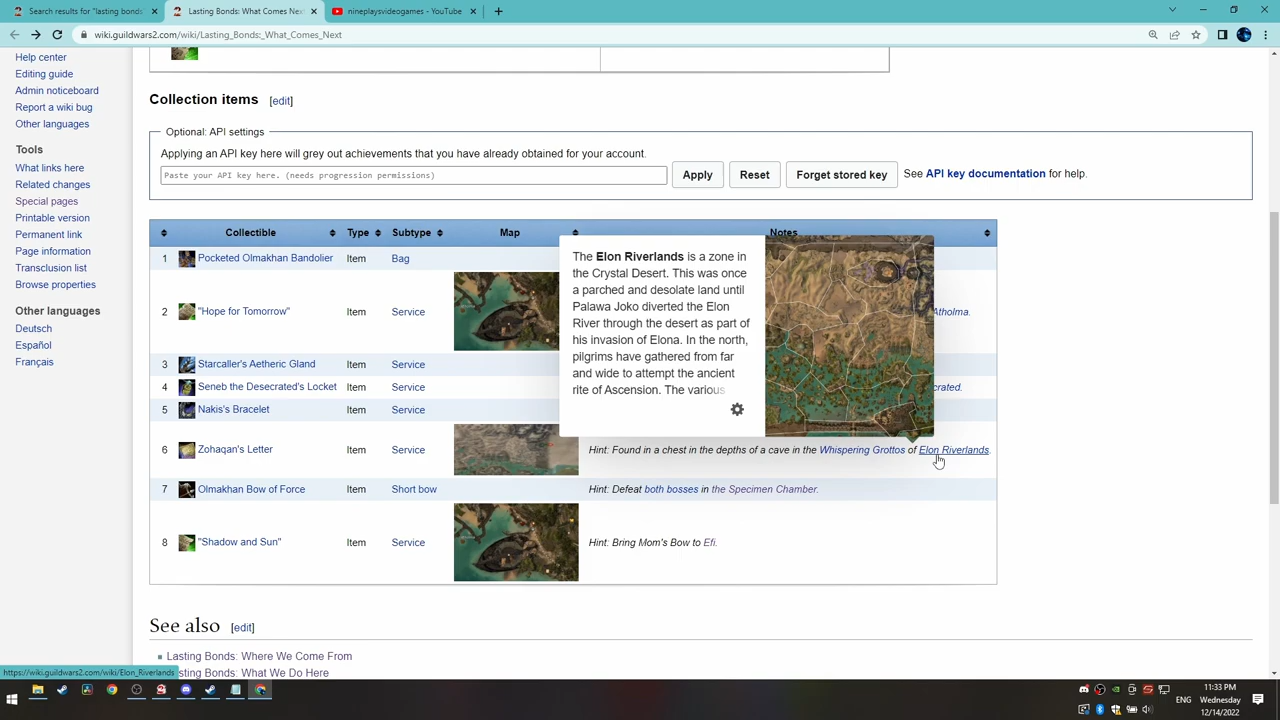 Search results for "lasting bonds
Lasting Bonds: What Comes Next
nineplaysvideogames - YouTube
wiki.guildwars2.com/wiki/Lasting_Bonds:_What_Comes_Next
Help center
Editing guide
Admin noticeboard
Report a wiki bug
Other languages
Tools
What links here
Related changes
Special pages
Printable version
Permanent link
Page information
Transclusion list
Browse properties
Other languages
Deutsch
Español
Français
Collection items [edit]
Optional: API settings
Applying an API key here will grey out achievements that you have already obtained for your account.
Paste your API key here. (needs progression permissions)
Apply
Reset
Forget stored key
See API key documentation for help.
Collectible Type Subtype Map Notes
1 Pocketed Olmakhan Bandolier Item Bag
2 "Hope for Tomorrow" Item Service Atholma.
3 Starcaller's Aetheric Gland Item Service
4 Seneb the Desecrated's Locket Item Service crated.
5 Nakis's Bracelet Item Service
6 Zohaqan's Letter Item Service Hint: Found in a chest in the depths of a cave in the Whispering Grottos of Elon Riverlands.
7 Olmakhan Bow of Force Item Short bow Hint: Defeat both bosses in the Specimen Chamber.
8 "Shadow and Sun" Item Service Hint: Bring Mom's Bow to Efi.
The Elon Riverlands is a zone in
the Crystal Desert. This was once
a parched and desolate land until
Palawa Joko diverted the Elon
River through the desert as part of
his invasion of Elona. In the north,
pilgrims have gathered from far
and wide to attempt the ancient
rite of Ascension. The various
See also [edit]
Lasting Bonds: Where We Come From
sting Bonds: What We Do Here
https://wiki.guildwars2.com/wiki/Elon_Riverlands
ENG
11:33 PM
Wednesday
12/14/2022